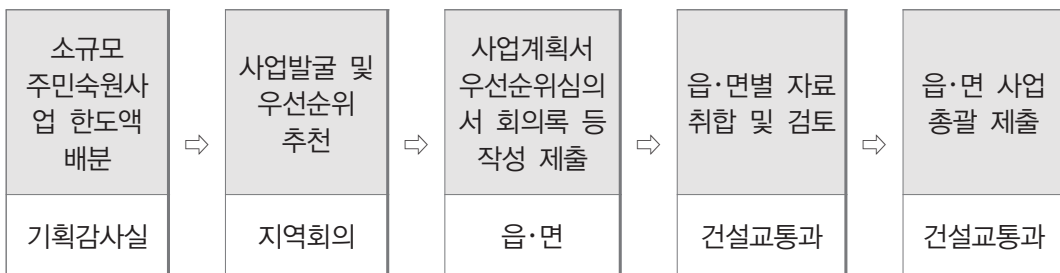 소규모
주민숙원사
업 한도액
배분
⇨
사업발굴 및
우선순위
추천
⇨
사업계획서
우선순위심의
서 회의록 등
작성 제출
⇨
읍·면별 자료
취합 및 검토
⇨
읍·면 사업
총괄 제출
기획감사실
지역회의
읍·면
건설교통과
건설교통과